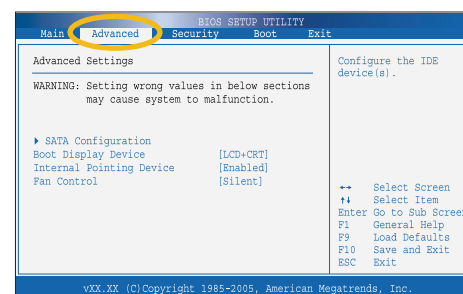 BIOS SETUP UTILITY
Main Advanced Security Boot Exit
Advanced Settings
WARNING: Setting wrong values in below sections
may cause system to malfunction.
SATA Configuration
Boot Display Device [LCD+CRT]
Internal Pointing Device [Enabled]
Fan Control [Silent]
Configure the IDE
device(s).
↔ Select Screen
↑↓ Select Item
Enter Go to Sub Screen
F1 General Help
F9 Load Defaults
F10 Save and Exit
ESC Exit
vXX.XX (C)Copyright 1985-2005, American Megatrends, Inc.